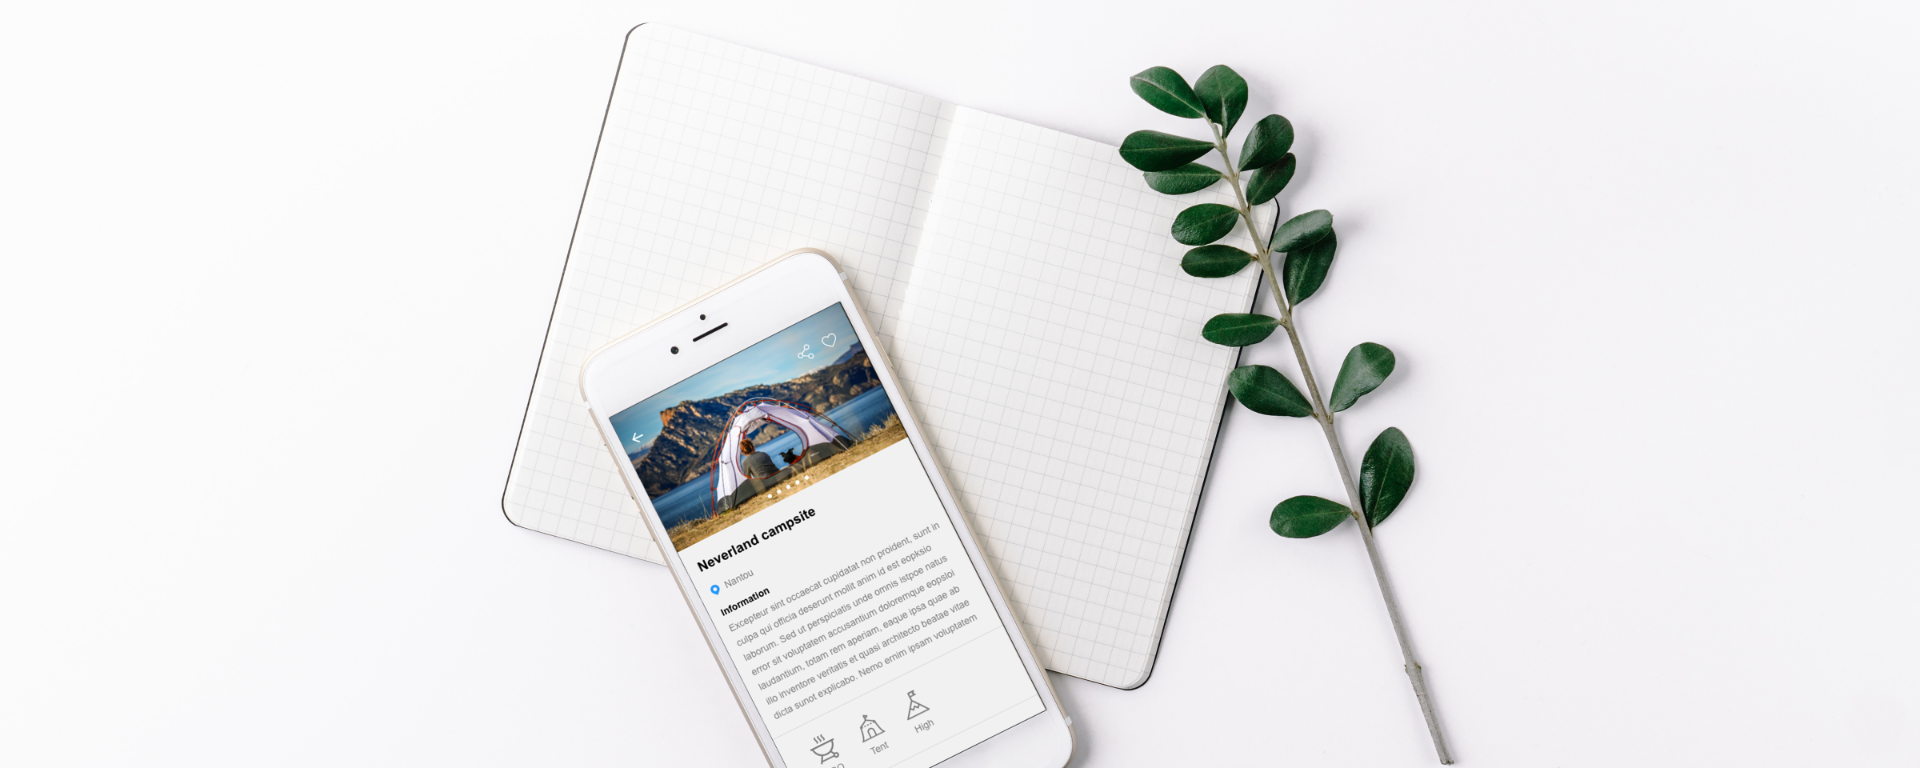 Neverland campsite
Nantou
Information
Excepteur sint occaecat cupidatat non proident, sunt in
culpa qui officia deserunt mollit anim id est eopksio
laborum. Sed ut perspiciatis unde omnis istpoe natus
error sit voluptatem accusantium doloremque eopsloi
laudantium, totam rem aperiam, eaque ipsa quae ab
illo inventore veritatis et quasi architecto beatae vitae
dicta sunot explicabo. Nemo ernim ipsam voluptatem
Tent
High